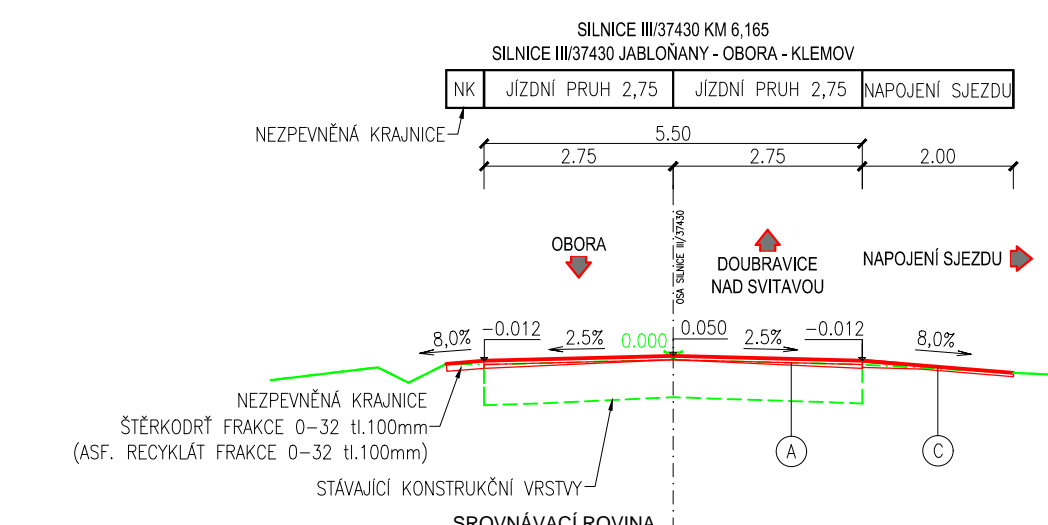 SILNICE III/37430 KM 6,165
SILNICE III/37430 JABLOŇANY - OBORA - KLEMOV
NK
JÍZDNÍ PRUH 2,75
JÍZDNÍ PRUH 2,75
NAPOJENÍ SJEZDU
NEZPEVNĚNÁ KRAJNICE
5.50
2.75
2.75
2.00
OSA SILNICE III/37430
OBORA
DOUBRAVICE
NAD SVITAVOU
NAPOJENÍ SJEZDU
8,0%
-0.012
2.5%
0.000
0.050
2.5%
-0.012
8,0%
NEZPEVNĚNÁ KRAJNICE
ŠTĚRKODRŤ FRAKCE 0-32 tl.100mm
(ASF. RECYKLÁT FRAKCE 0-32 tl.100mm)
A
C
STÁVAJÍCÍ KONSTRUKČNÍ VRSTVY
SROVNÁVACÍ ROVINA